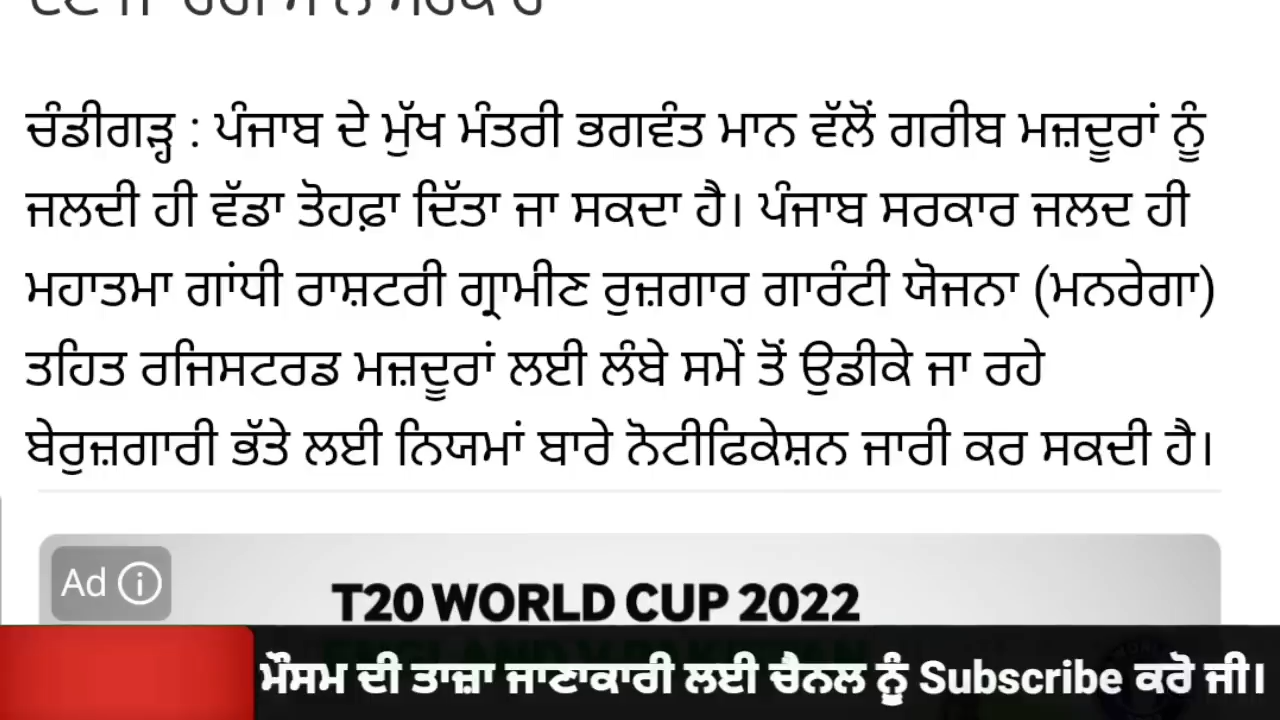 ਚੰਡੀਗੜ੍ਹ : ਪੰਜਾਬ ਦੇ ਮੁੱਖ ਮੰਤਰੀ ਭਗਵੰਤ ਮਾਨ ਵੱਲੋਂ ਗਰੀਬ ਮਜ਼ਦੂਰਾਂ ਨੂੰ
ਜਲਦੀ ਹੀ ਵੱਡਾ ਤੋਹਫ਼ਾ ਦਿੱਤਾ ਜਾ ਸਕਦਾ ਹੈ। ਪੰਜਾਬ ਸਰਕਾਰ ਜਲਦ ਹੀ
ਮਹਾਤਮਾ ਗਾਂਧੀ ਰਾਸ਼ਟਰੀ ਗ੍ਰਾਮੀਣ ਰੁਜ਼ਗਾਰ ਗਾਰੰਟੀ ਯੋਜਨਾ (ਮਨਰੇਗਾ)
ਤਹਿਤ ਰਜਿਸਟਰਡ ਮਜ਼ਦੂਰਾਂ ਲਈ ਲੰਬੇ ਸਮੇਂ ਤੋਂ ਉਡੀਕੇ ਜਾ ਰਹੇ
ਬੇਰੁਜ਼ਗਾਰੀ ਭੱਤੇ ਲਈ ਨਿਯਮਾਂ ਬਾਰੇ ਨੋਟੀਫਿਕੇਸ਼ਨ ਜਾਰੀ ਕਰ ਸਕਦੀ ਹੈ।
Ad
T20 WORLD CUP 2022
ਮੌਸਮ ਦੀ ਤਾਜ਼ਾ ਜਾਣਾਕਾਰੀ ਲਈ ਚੈਨਲ ਨੂੰ Subscribe ਕਰੋ ਜੀ।